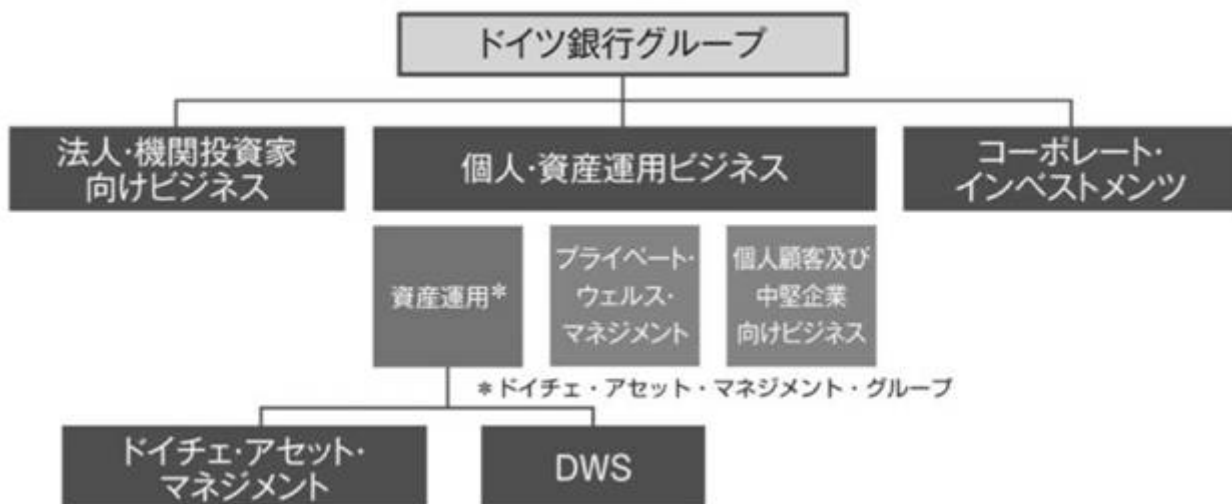 ドイツ銀行グループ
法人・機関投資家
向けビジネス
個人・資産運用ビジネス
コーポレート・
インベストメンツ
資産運用*
プライベート・
ウェルス・
マネジメント
個人顧客及び
中堅企業
向けビジネス
*ドイチェ・アセット・マネジメント・グループ
ドイチェ・アセット・
マネジメント
DWS